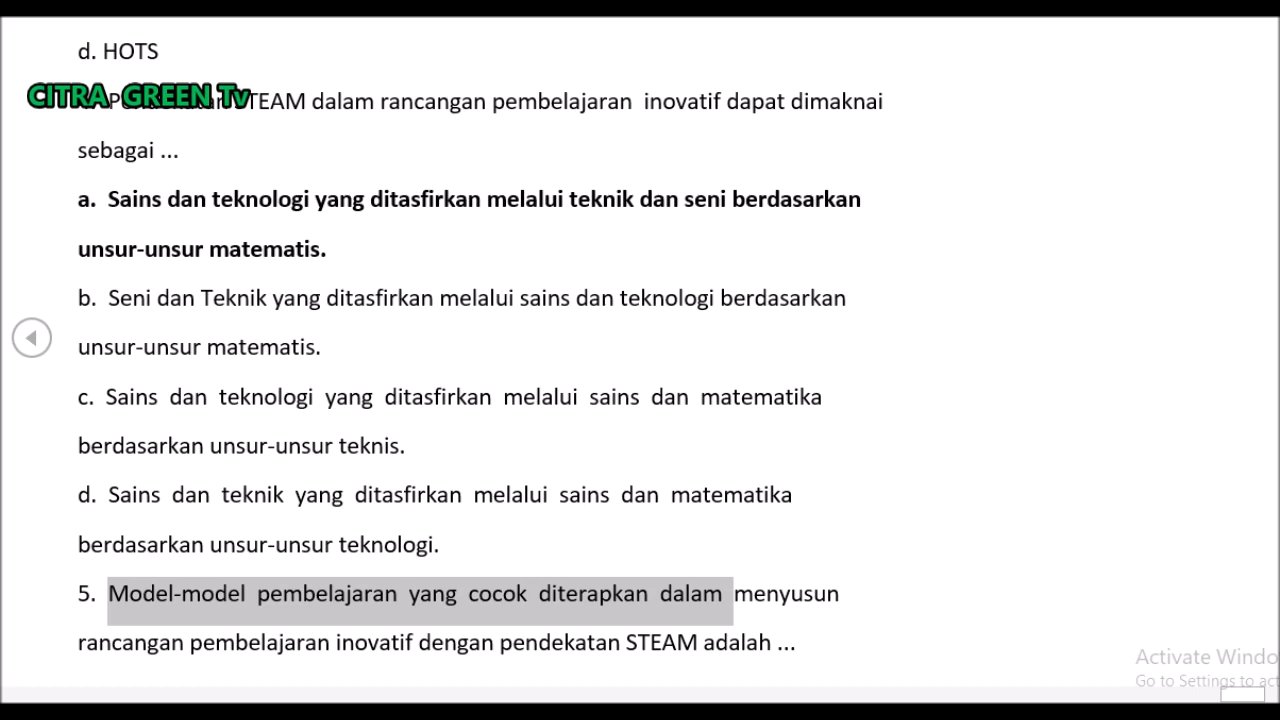 d. HOTS
CITRA GREEN Tv
STEAM dalam rancangan pembelajaran inovatif dapat dimaknai
sebagai ...
a. Sains dan teknologi yang ditasfirkan melalui teknik dan seni berdasarkan
unsur-unsur matematis.
b. Seni dan Teknik yang ditasfirkan melalui sains dan teknologi berdasarkan
unsur-unsur matematis.
c. Sains dan teknologi yang ditasfirkan melalui sains dan matematika
berdasarkan unsur-unsur teknis.
d. Sains dan teknik yang ditasfirkan melalui sains dan matematika
berdasarkan unsur-unsur teknologi.
5. Model-model pembelajaran yang cocok diterapkan dalam menyusun
rancangan pembelajaran inovatif dengan pendekatan STEAM adalah ...
Activate Windo
Go to Settings to act